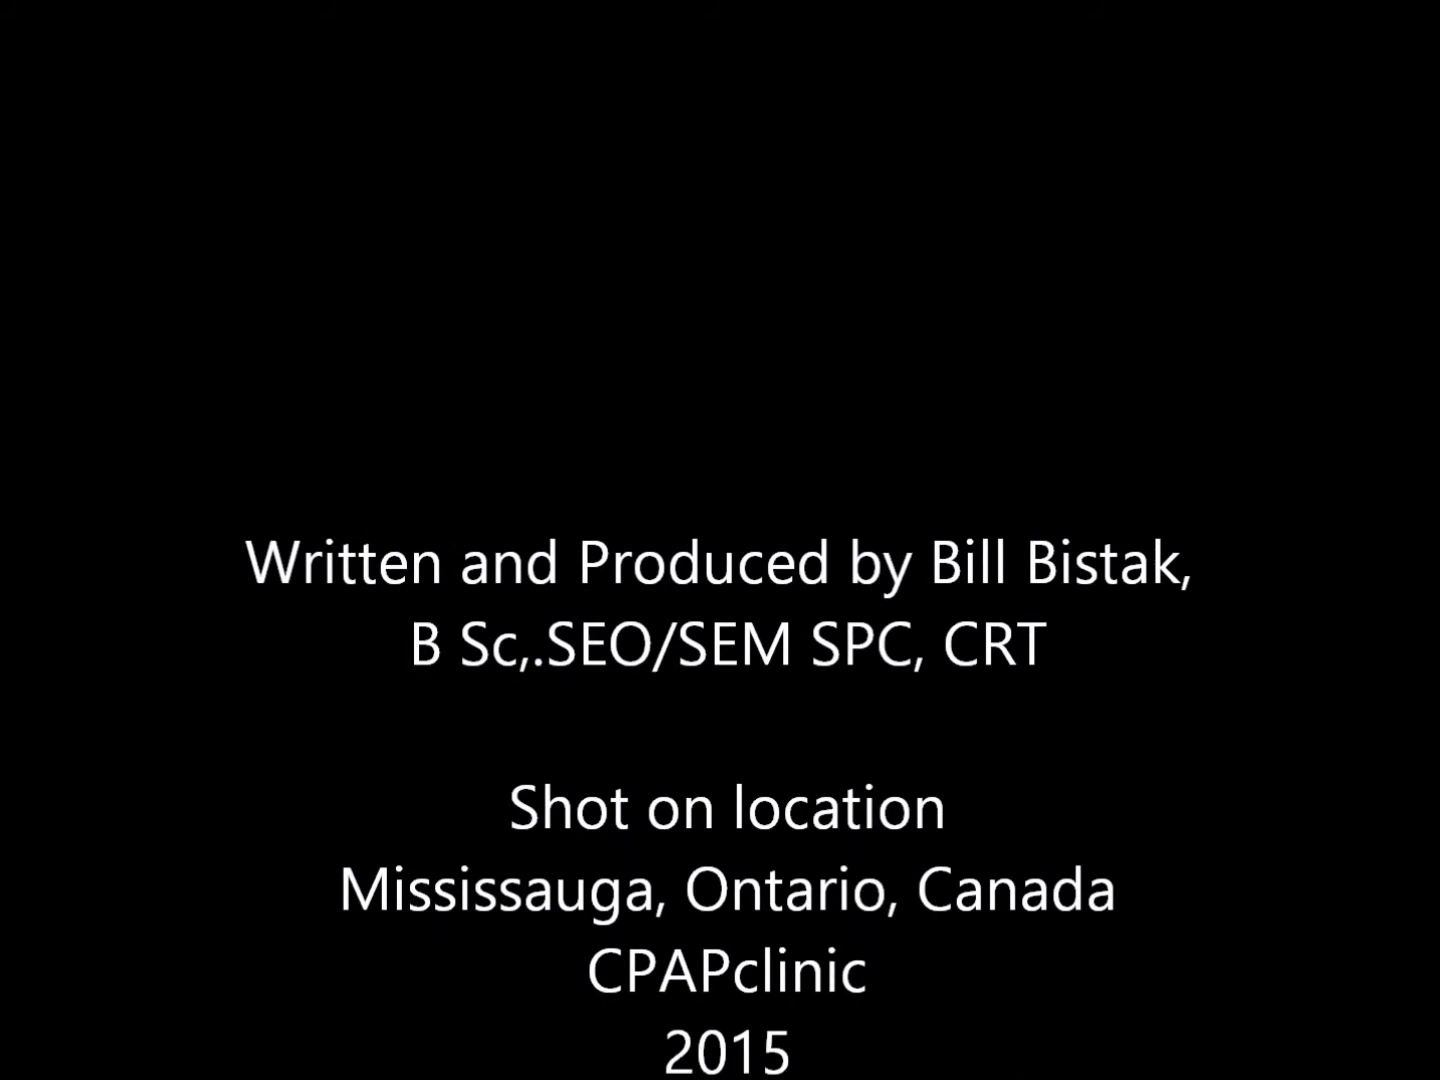 Written and Produced by Bill Bistak,
B Sc,.SEO/SEM SPC, CRT
Shot on location
Mississauga, Ontario, Canada
CPAPclinic
2015